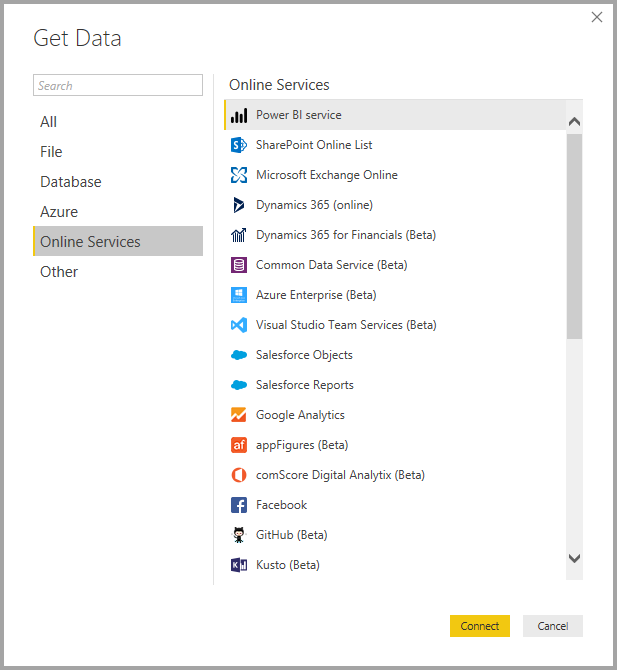 Get Data
Search
All
File
Database
Azure
Online Services
Other
Online Services
Power BI service
SharePoint Online List
Microsoft Exchange Online
Dynamics 365 (online)
Dynamics 365 for Financials (Beta)
Common Data Service (Beta)
Azure Enterprise (Beta)
Visual Studio Team Services (Beta)
Salesforce Objects
Salesforce Reports
Google Analytics
af
appFigures (Beta)
comScore Digital Analytix (Beta)
Facebook
GitHub (Beta)
Kusto (Beta)
Connect
Cancel